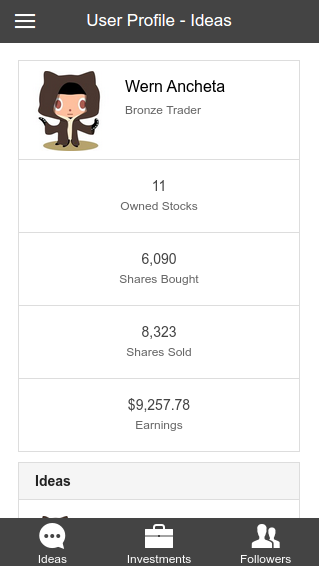 User Profile - Ideas
Wern Ancheta
Bronze Trader
11
Owned Stocks
6,090
Shares Bought
8,323
Shares Sold
$9,257.78
Earnings
Ideas
Ideas
Investments
Followers